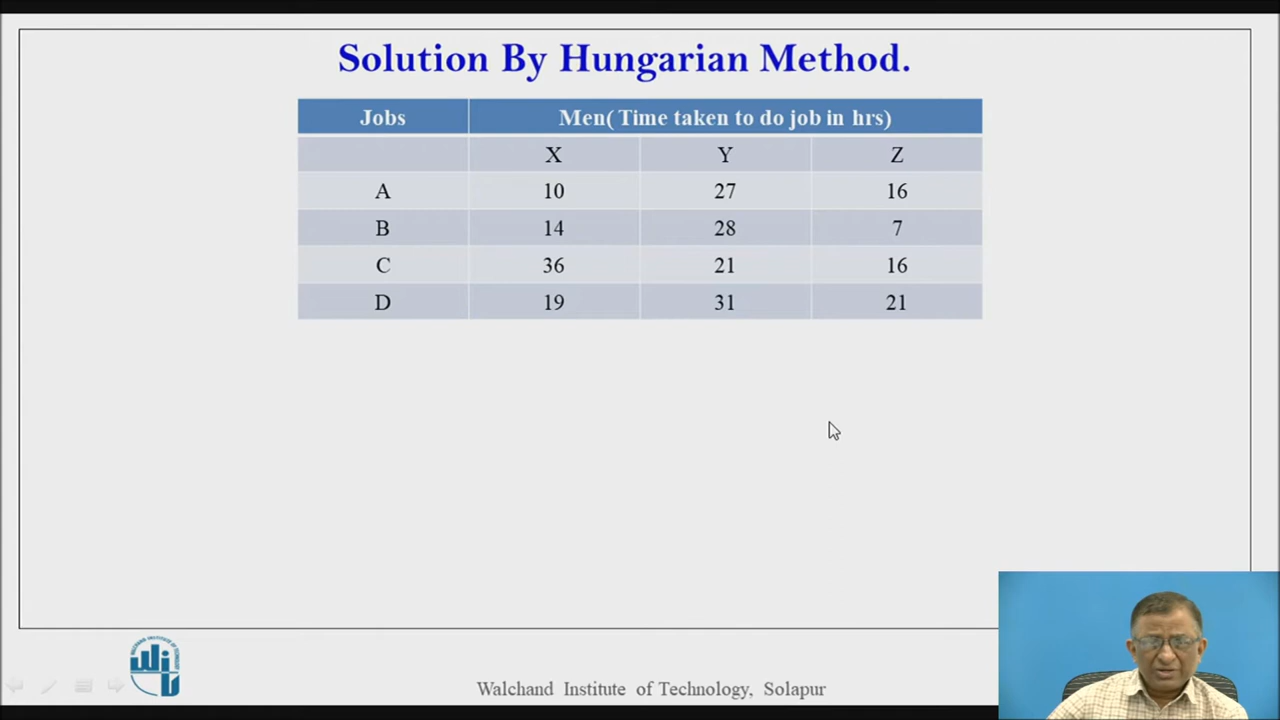 Solution By Hungarian Method.
Jobs Men( Time taken to do job in hrs)
X Y Z
A 10 27 16
B 14 28 7
C 36 21 16
D 19 31 21
Walchand Institute of Technology, Solapur